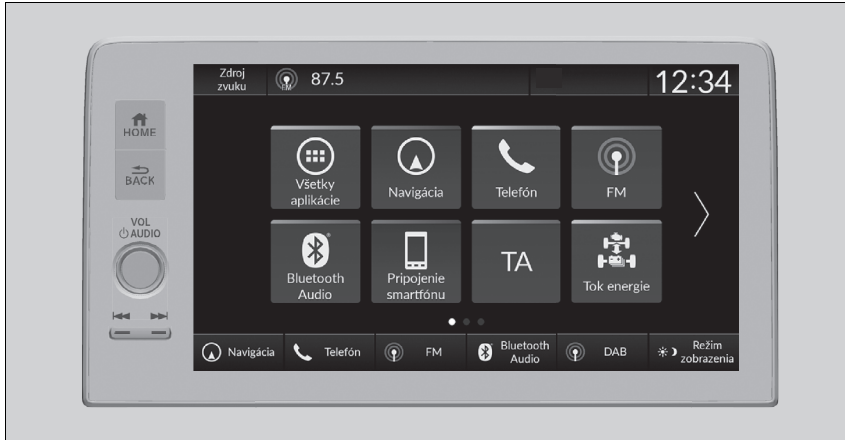 Zdroj
zvuku
FM
87.5
12:34
HOME
BACK
VOL
AUDIO
Všetky
aplikácie
Navigácia
Telefón
FM
Bluetooth
Audio
Pripojenie
smartfónu
TA
Tok energie
Navigácia
Telefón
FM
Bluetooth
Audio
DAB
Režim
zobrazenia